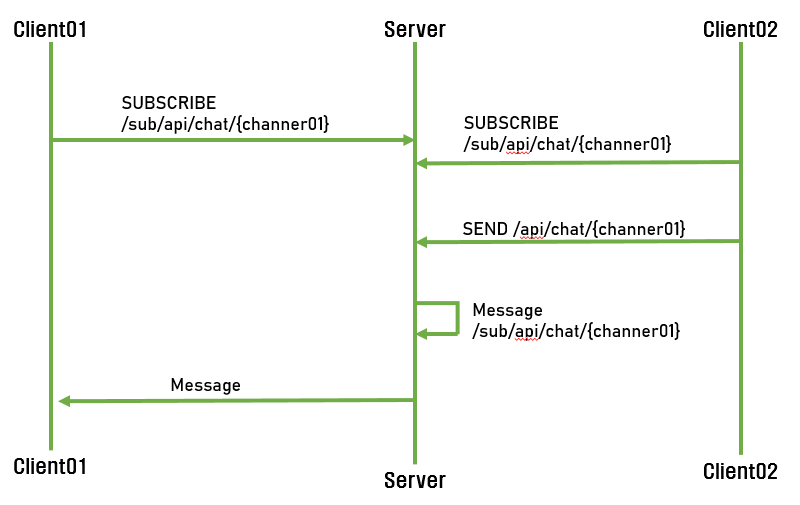 Client01
Server
Client02
SUBSCRIBE
/sub/api/chat/{channer01}
SUBSCRIBE
/sub/api/chat/{channer01}
SEND /api/chat/{channer01}
Message
/sub/api/chat/{channer01}
Message
Client01
Server
Client02